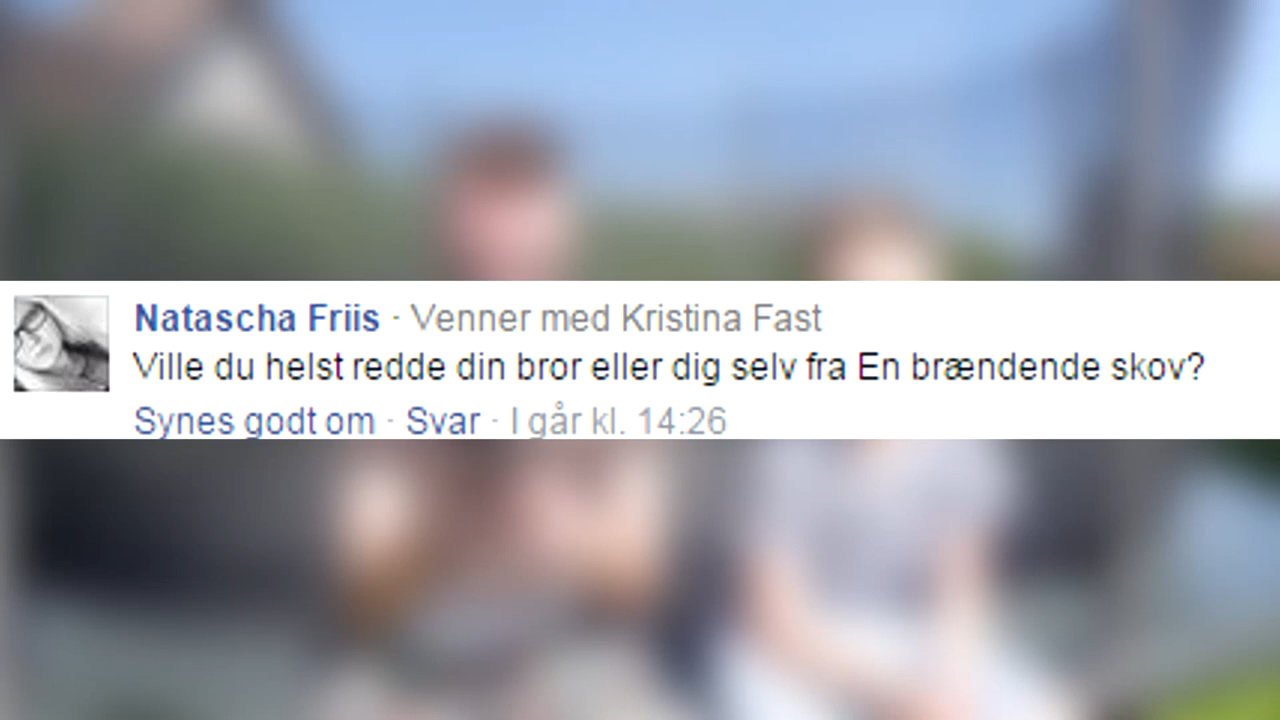 Natascha Friis · Venner med Kristina Fast
Ville du helst redde din bror eller dig selv fra En brændende skov?
Synes godt om · Svar · I går kl. 14:26